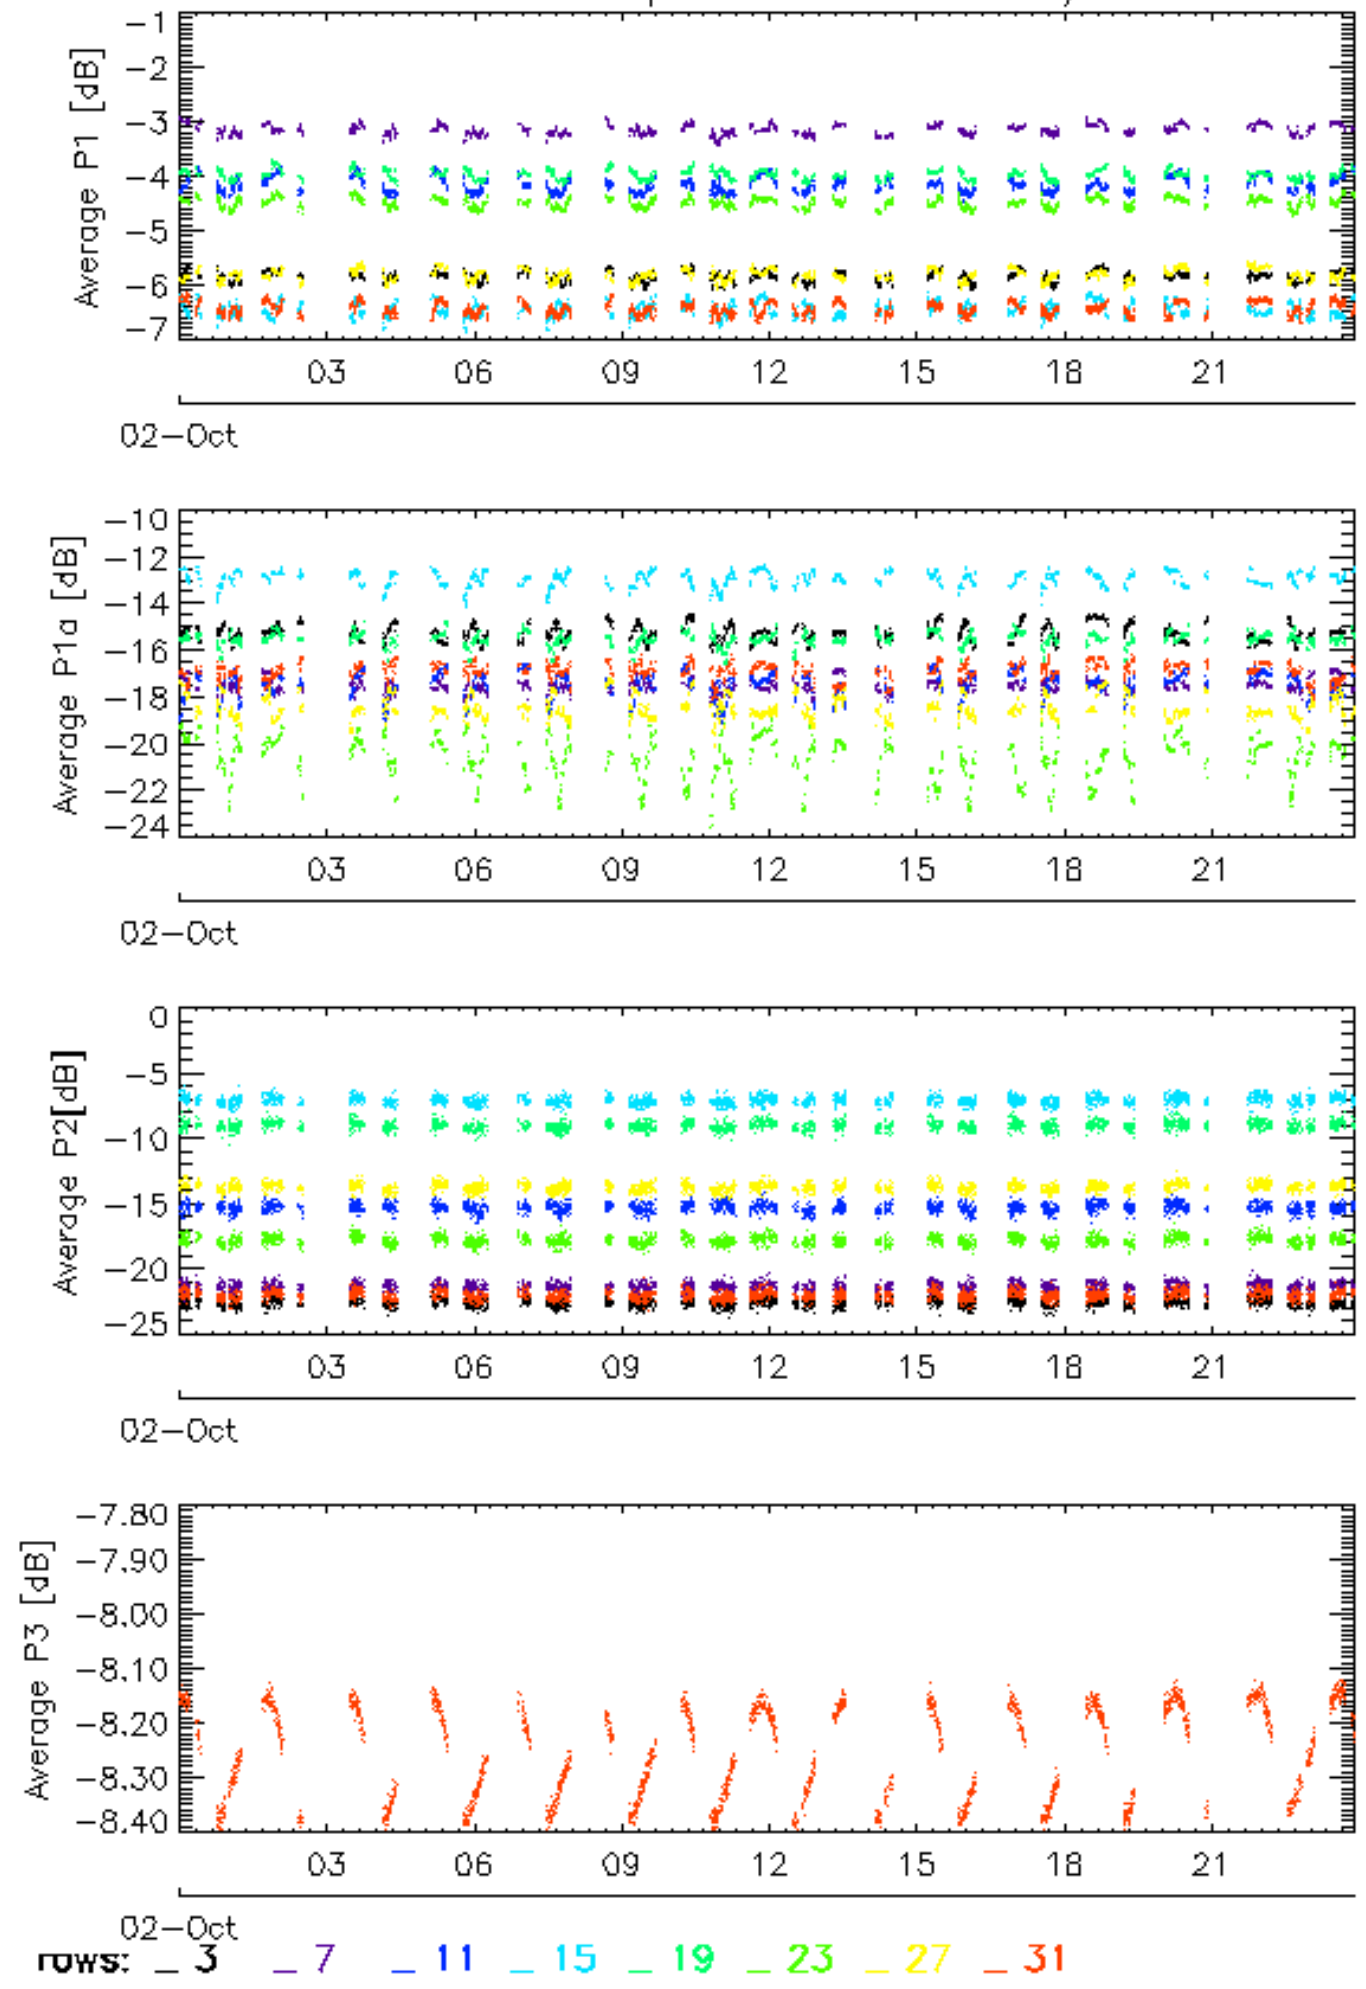 Average P1 [dB]
-1
-2
-3
-4
-5
-6
-7
03 06 09 12 15 18 21
02-Oct
Average P1a [dB]
-10
-12
-14
-16
-18
-20
-22
-24
03 06 09 12 15 18 21
02-Oct
Average P2[dB]
0
-5
-10
-15
-20
-25
03 06 09 12 15 18 21
02-Oct
Average P3 [dB]
-7.80
-7.90
-8.00
-8.10
-8.20
-8.30
-8.40
03 06 09 12 15 18 21
02-Oct
rows: _ 3 _ 7 _ 11 _ 15 _ 19 _ 23 _ 27 _ 31